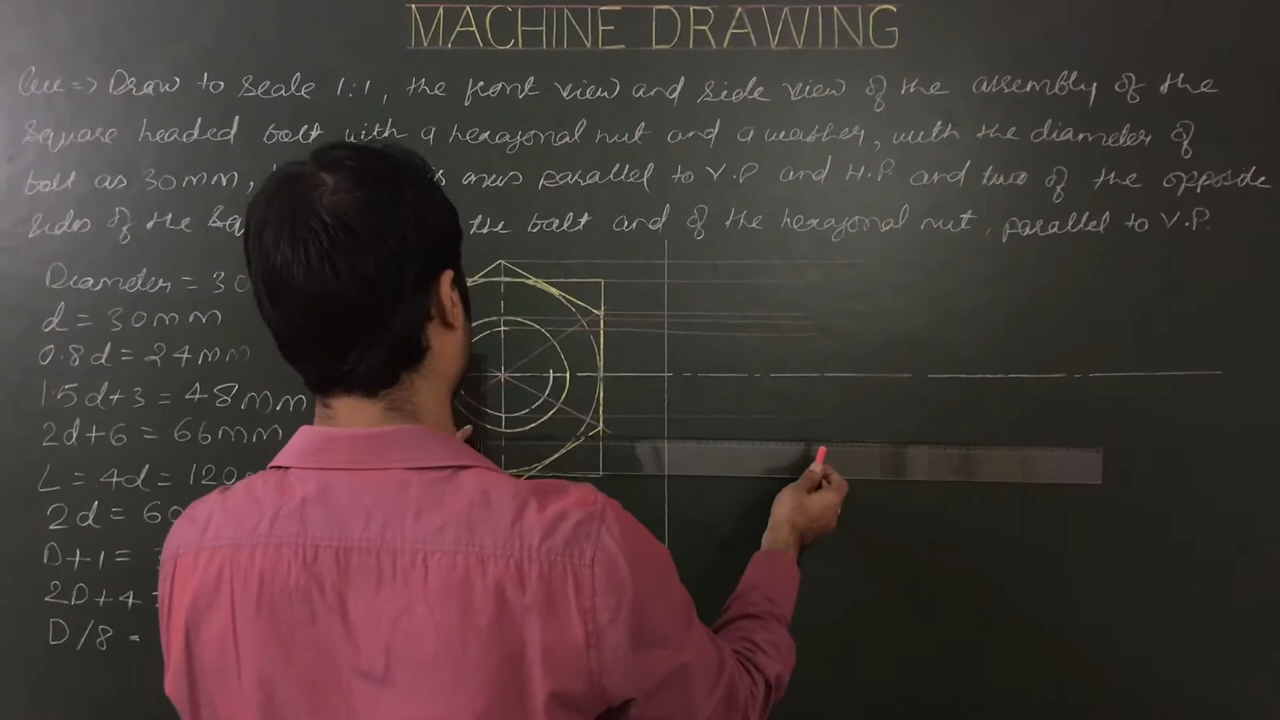 MACHINE DRAWING
Que => Draw to Scale 1:1, the front view and side view of the assembly of the
Square headed bolt with a hexagonal nut and a washer, with the diameter of
bolt as 30mm, axis parallel to V.P and H.P and two of the opposite
sides of the the bolt and of the hexagonal nut, parallel to V.P.
Diameter = 30
d = 30mm
0.8d = 24mm
1.5d+3 = 48mm
2d+6 = 66mm
L = 4d = 120
2d = 60
D+1 =
2D+4
D/8 =